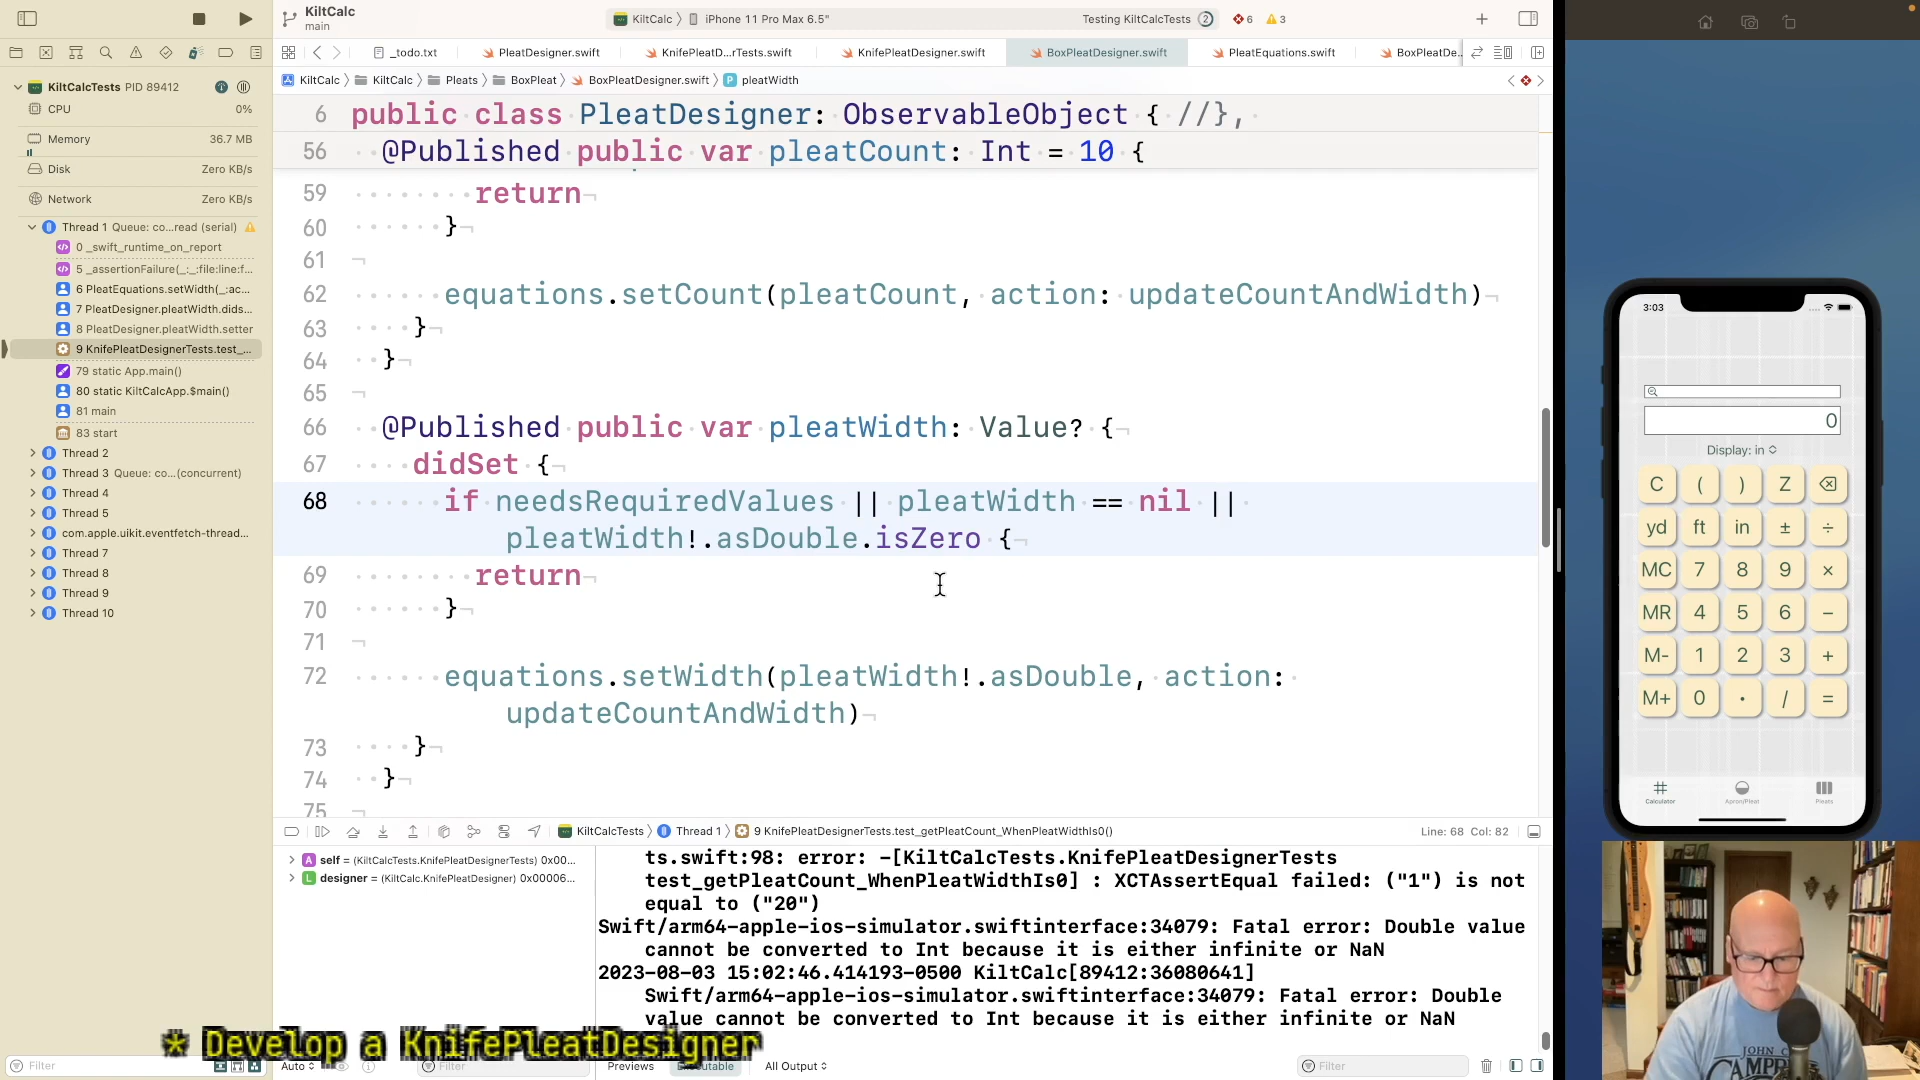 KiltCalc
main
KiltCalc
iPhone 11 Pro Max 6.5"
Testing KiltCalcTests
2
6
3
_todo.txt
PleatDesigner.swift
KnifePleatD...rTests.swift
KnifePleatDesigner.swift
BoxPleatDesigner.swift
PleatEquations.swift
BoxPleatDe...
KiltCalc
KiltCalc
Pleats
BoxPleat
BoxPleatDesigner.swift
pleatWidth
KiltCalcTests PID 89412
CPU 0%
Memory 36.7 MB
Disk Zero KB/s
Network Zero KB/s
Thread 1 Queue: co...read (serial)
0 _swift_runtime_on_report
5 _assertionFailure(_:_:file:line:f...
6 PleatEquations.setWidth(_:ac...
7 PleatDesigner.pleatWidth.dids...
8 PleatDesigner.pleatWidth.setter
9 KnifePleatDesignerTests.test_...
79 static App.main()
80 static KiltCalcApp.$main()
81 main
83 start
Thread 2
Thread 3 Queue: co...(concurrent)
Thread 4
Thread 5
com.apple.uikit.eventfetch-thread...
Thread 7
Thread 8
Thread 9
Thread 10
Filter
6 public class PleatDesigner: ObservableObject { //},
56 @Published public var pleatCount: Int = 10 {
59 return
60 }
61
62 equations.setCount(pleatCount, action: updateCountAndWidth)
63 }
64 }
65
66 @Published public var pleatWidth: Value? {
67 didSet {
68 if needsRequiredValues || pleatWidth == nil ||
pleatWidth!.asDouble.isZero {
69 return
70 }
71
72 equations.setWidth(pleatWidth!.asDouble, action:
updateCountAndWidth)
73 }
74 }
75
KiltCalcTests
Thread 1
9 KnifePleatDesignerTests.test_getPleatCount_WhenPleatWidthIs0()
Line: 68 Col: 82
self = (KiltCalcTests.KnifePleatDesignerTests) 0x00...
designer = (KiltCalc.KnifePleatDesigner) 0x00006...
ts.swift:98: error: -[KiltCalcTests.KnifePleatDesignerTests
test_getPleatCount_WhenPleatWidthIs0] : XCTAssertEqual failed: ("1") is not
equal to ("20")
Swift/arm64-apple-ios-simulator.swiftinterface:34079: Fatal error: Double value
cannot be converted to Int because it is either infinite or NaN
2023-08-03 15:02:46.414193-0500 KiltCalc[89412:36080641]
Swift/arm64-apple-ios-simulator.swiftinterface:34079: Fatal error: Double
value cannot be converted to Int because it is either infinite or NaN
* Develop a KnifePleatDesigner
Auto
Filter
Previews
Executable
All Output
Filter
3:03
0
Display: in
C ( ) Z
yd ft in ± ÷
MC 7 8 9 ×
MR 4 5 6 −
M- 1 2 3 +
M+ 0 · / =
Calculator
Apron/Pleat
Pleats
JOHN C
CAMPB